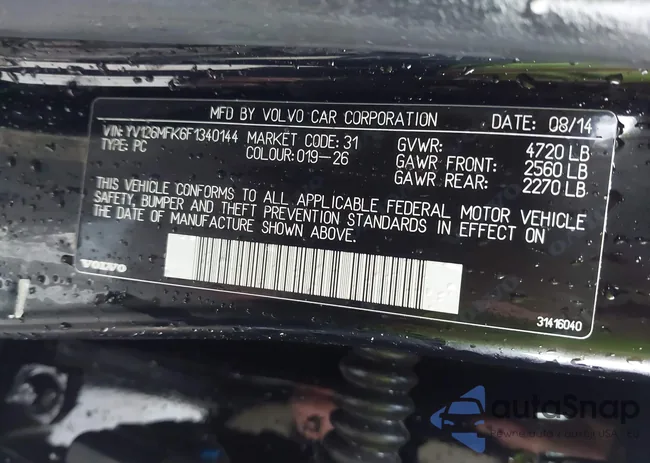 MFD BY VOLVO CAR CORPORATION DATE: 08/14
VIN: YV126MFK6F1340144 MARKET CODE: 31 GVWR: 4720 LB
TYPE: PC COLOUR: 019-26 GAWR FRONT: 2560 LB
GAWR REAR: 2270 LB
THIS VEHICLE CONFORMS TO ALL APPLICABLE FEDERAL MOTOR VEHICLE
SAFETY, BUMPER AND THEFT PREVENTION STANDARDS IN EFFECT ON
THE DATE OF MANUFACTURE SHOWN ABOVE.
VOLVO
31416040
autoSnap